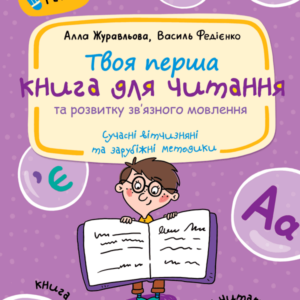 Алла Журавльова, Василь Федієнко
Твоя перша
книга для читання
та розвитку зв'язного мовлення
Сучасні вітчизняні
та зарубіжні методики
'є
Аа
книга